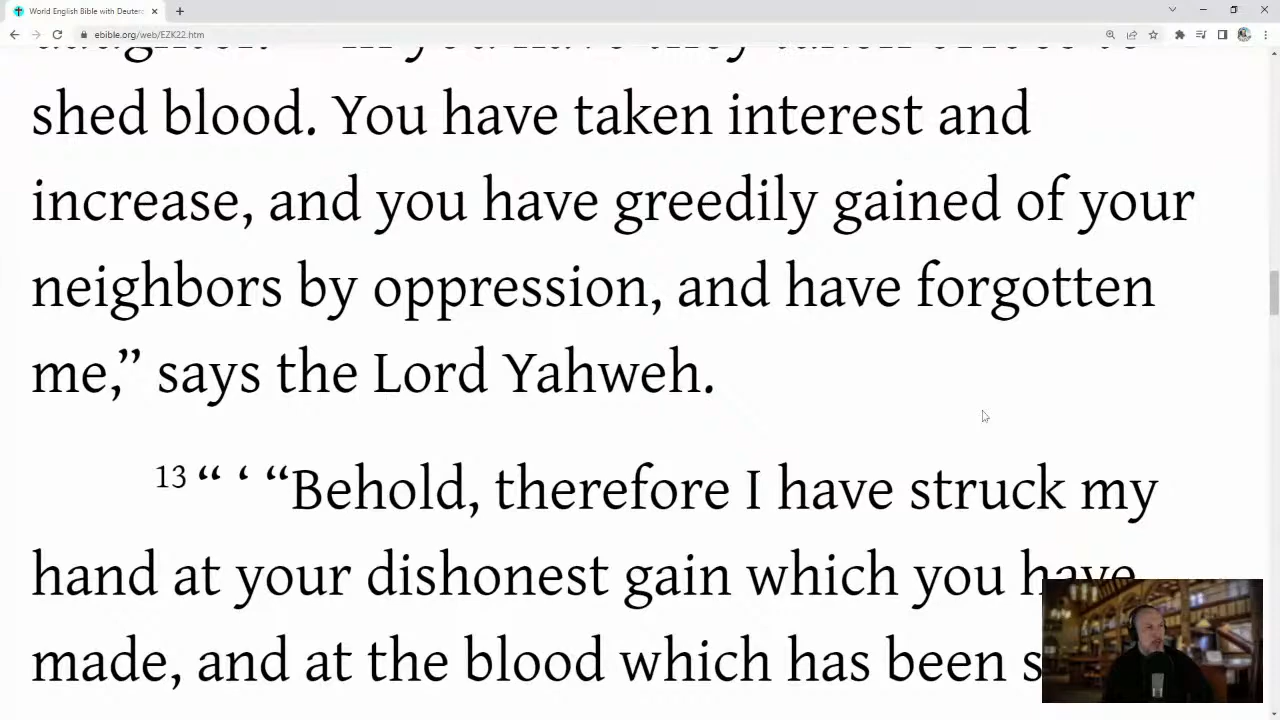 World English Bible with Deuter
ebible.org/web/EZK22.htm
shed blood. You have taken interest and
increase, and you have greedily gained of your
neighbors by oppression, and have forgotten
me,” says the Lord Yahweh.
13 “ ‘ “Behold, therefore I have struck my
hand at your dishonest gain which you have
made, and at the blood which has been